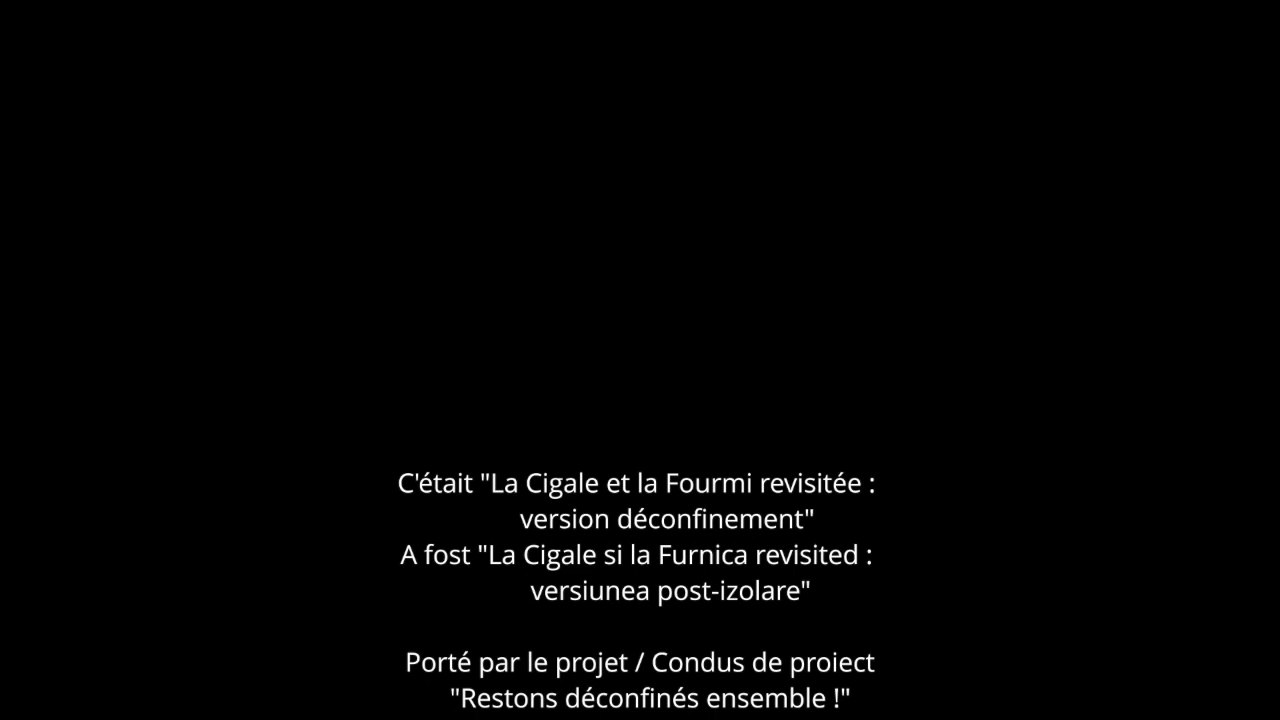 C'était "La Cigale et la Fourmi revisitée :
version déconfinement"
A fost "La Cigale si la Furnica revisited :
versiunea post-izolare"
Porté par le projet / Condus de proiect
"Restons déconfinés ensemble !"